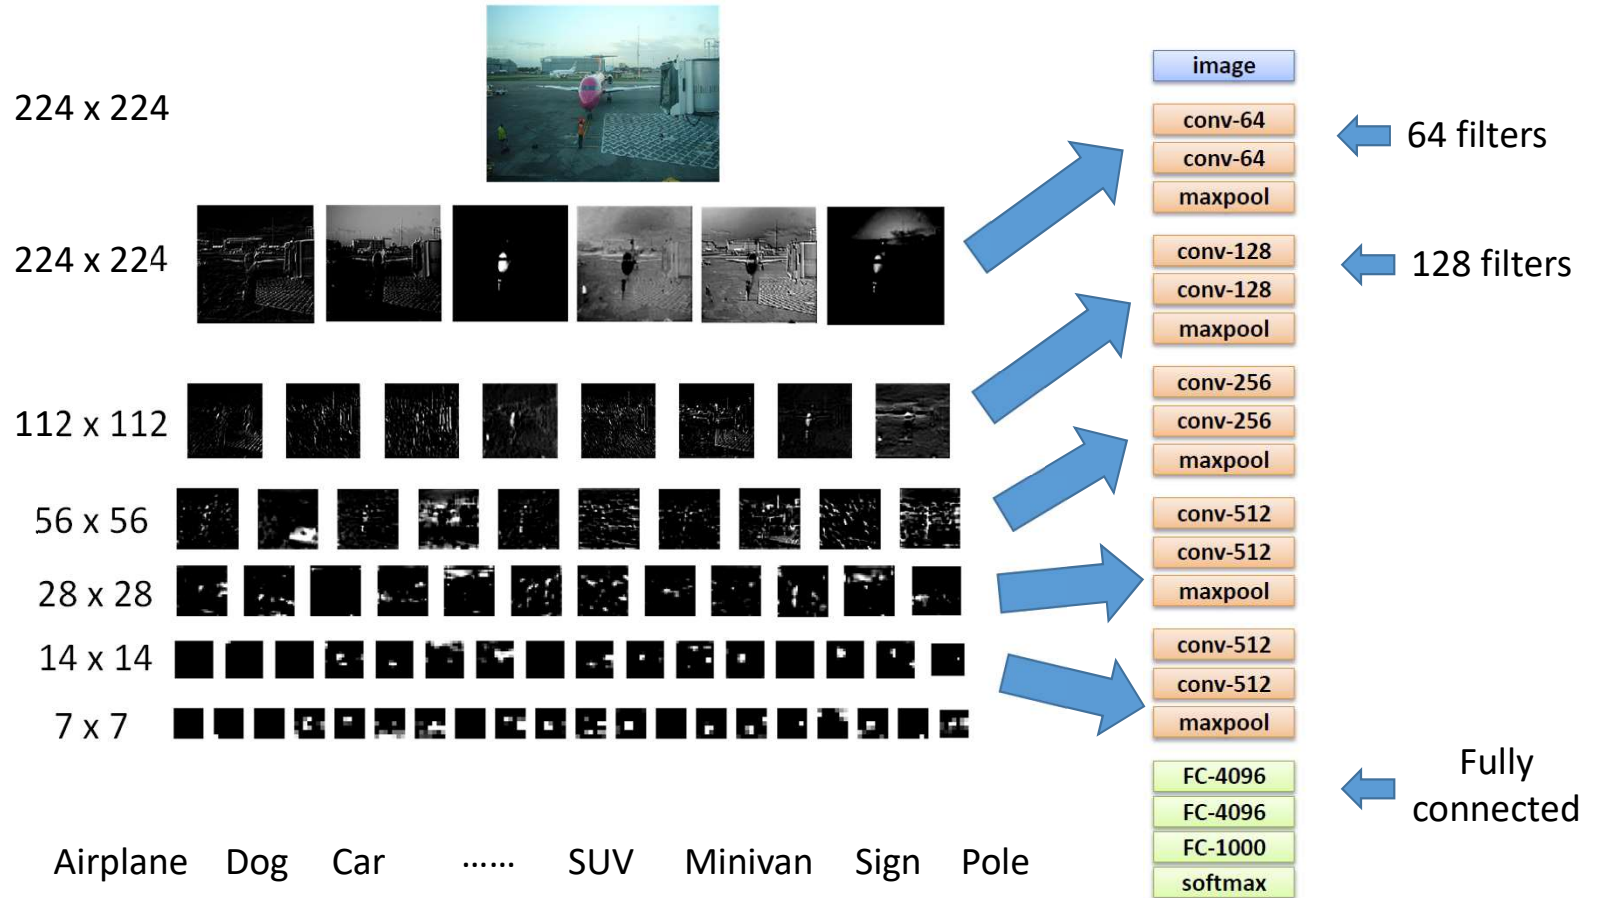 224 x 224
224 x 224
112 x 112
56 x 56
28 x 28
14 x 14
7 x 7
Airplane Dog Car ...... SUV Minivan Sign Pole
image
conv-64
conv-64
maxpool
conv-128
conv-128
maxpool
conv-256
conv-256
maxpool
conv-512
conv-512
maxpool
conv-512
conv-512
maxpool
FC-4096
FC-4096
FC-1000
softmax
64 filters
128 filters
Fully
connected